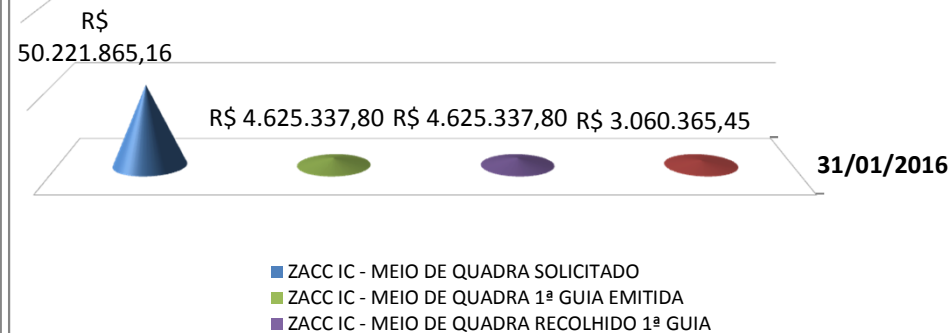 R$
50.221.865,16
R$ 4.625.337,80 R$ 4.625.337,80 R$ 3.060.365,45
31/01/2016
ZACC IC - MEIO DE QUADRA SOLICITADO
ZACC IC - MEIO DE QUADRA 1ª GUIA EMITIDA
ZACC IC - MEIO DE QUADRA RECOLHIDO 1ª GUIA